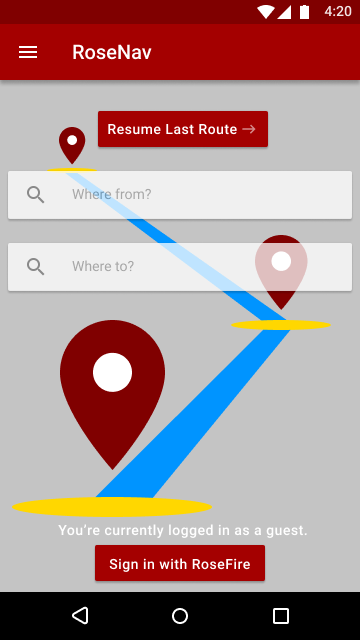 4:20
RoseNav
Resume Last Route →
Where from?
Where to?
You're currently logged in as a guest.
Sign in with RoseFire